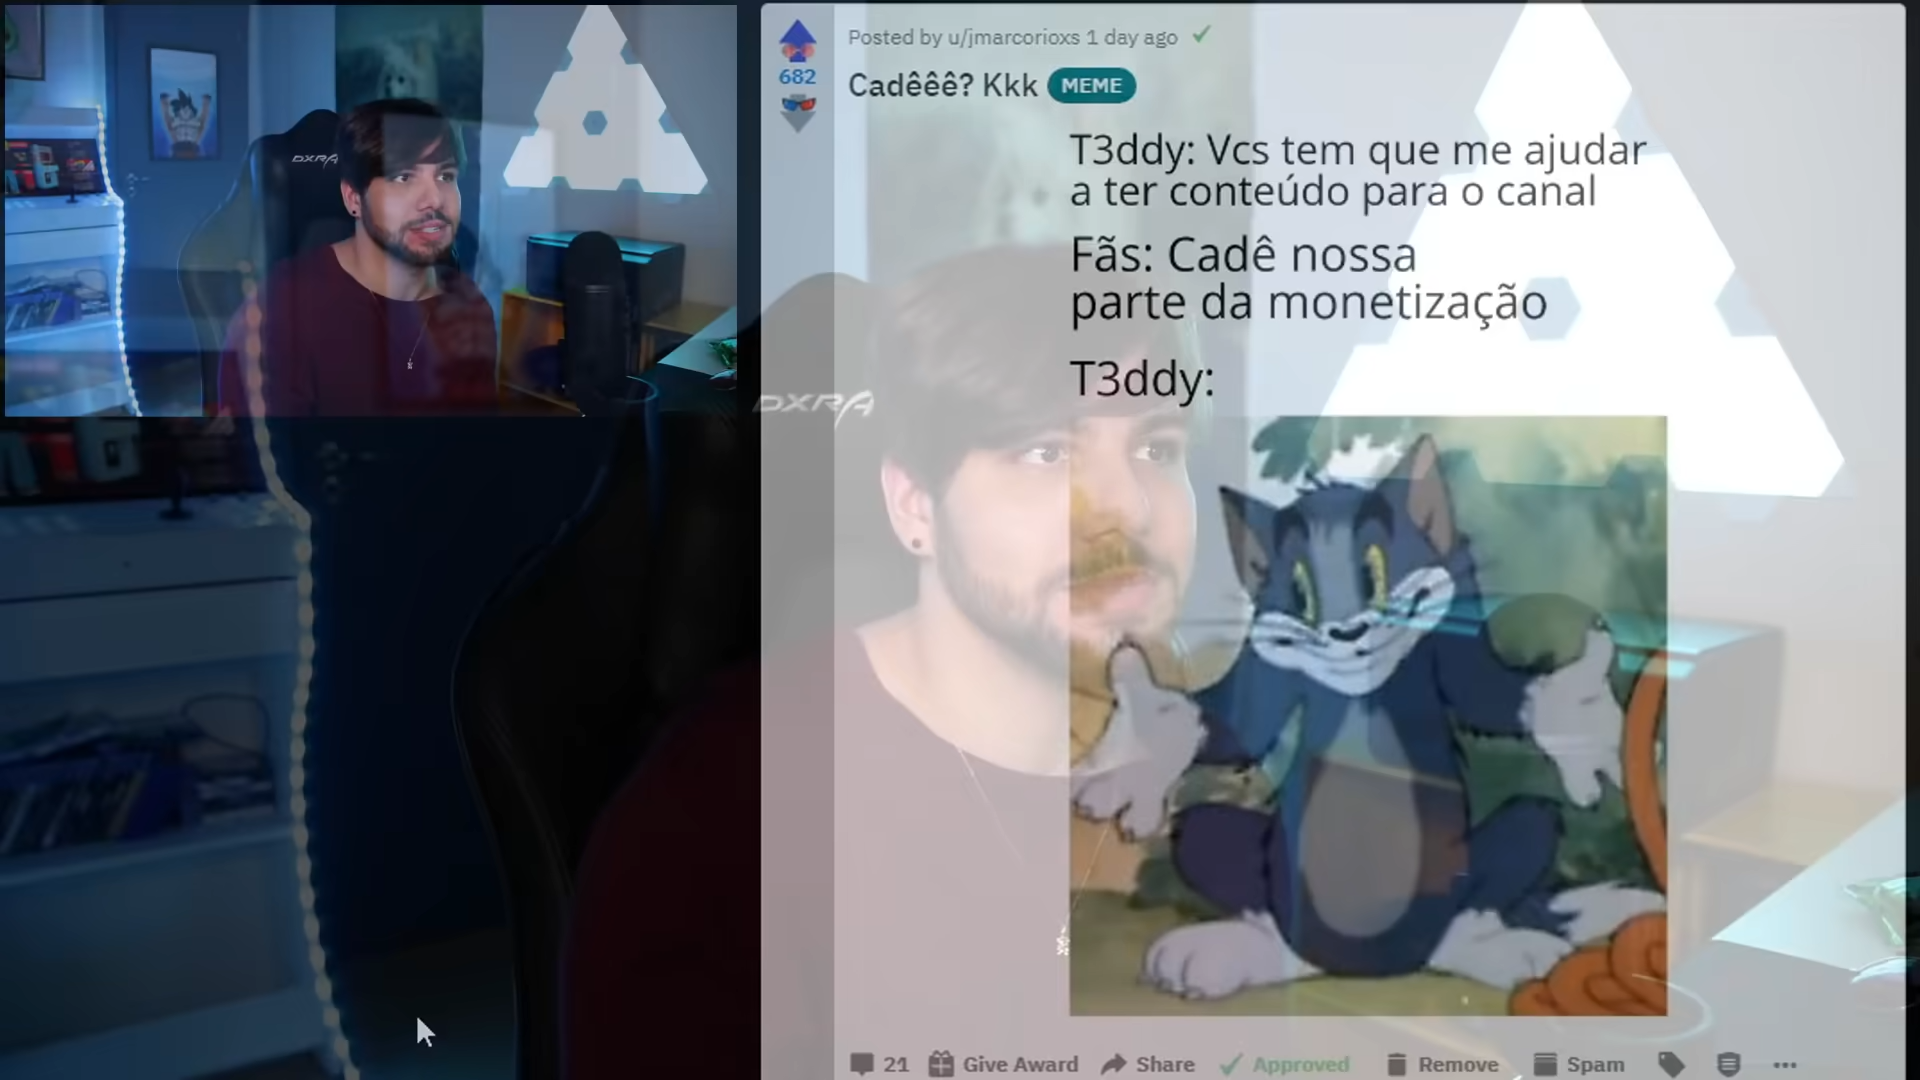 Posted by u/jmarcorioxs 1 day ago
682
Cadêêê? Kkk MEME
T3ddy: Vcs tem que me ajudar
a ter conteúdo para o canal
Fãs: Cadê nossa
parte da monetização
T3ddy:
DXRA
DXRA
21 Give Award Share Approved Remove Spam